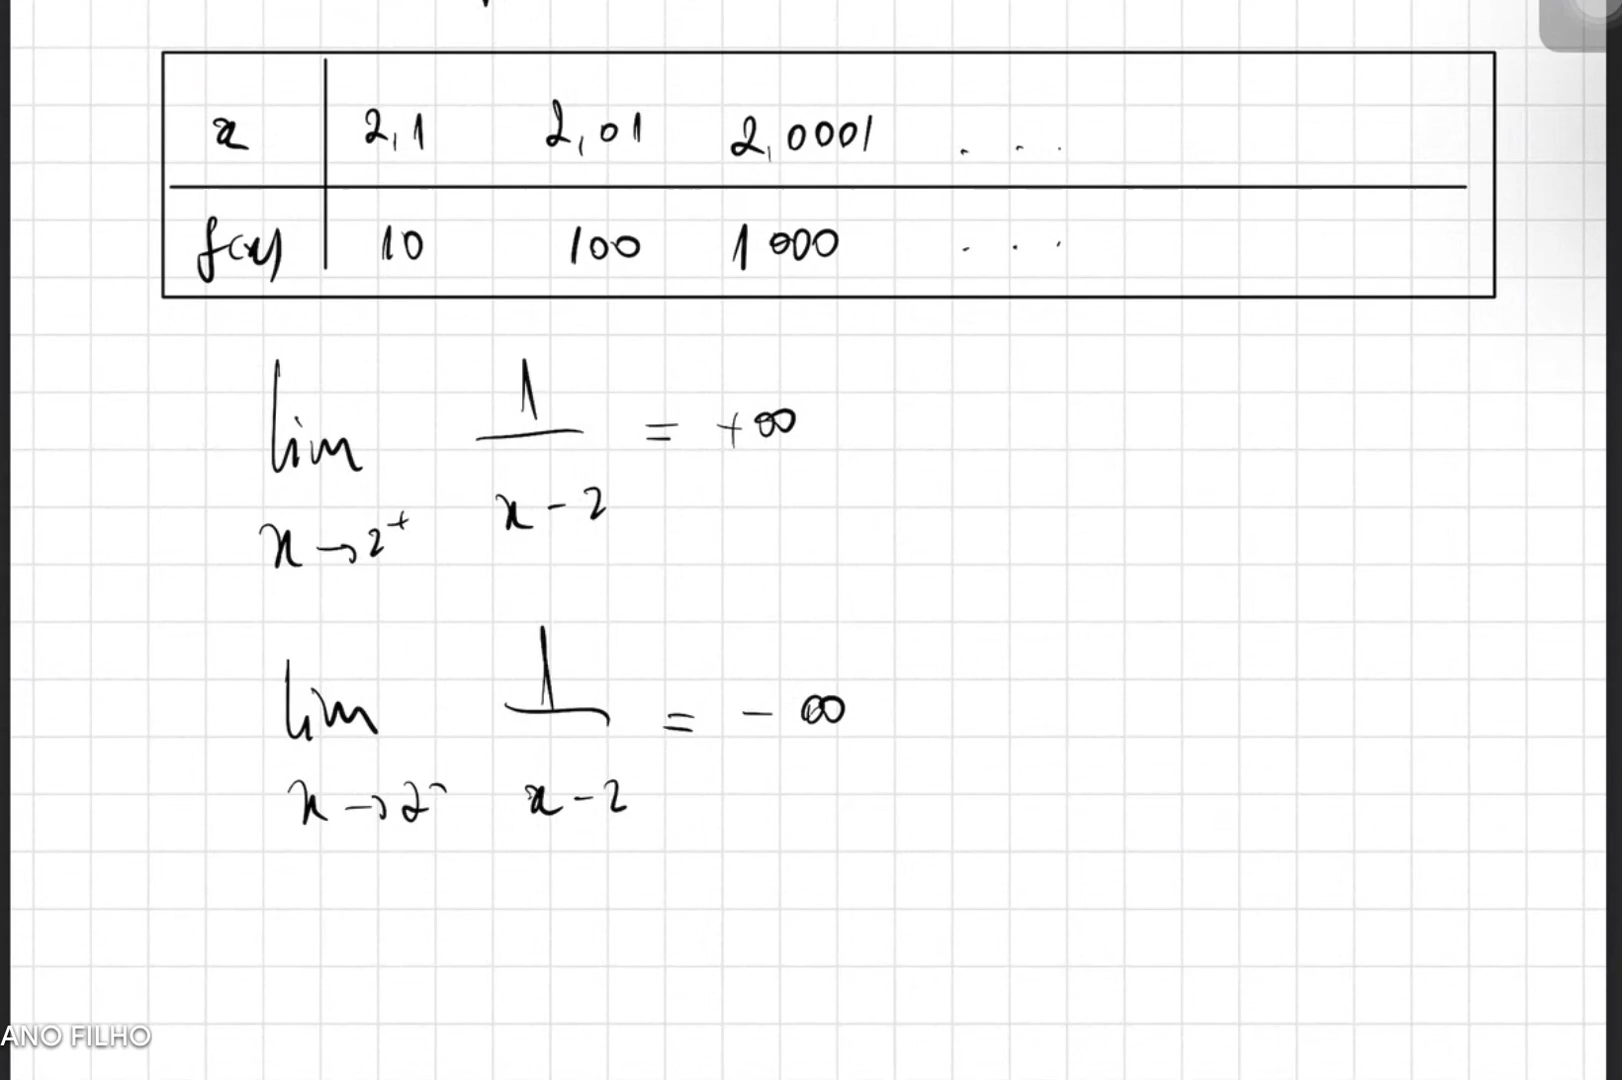 x 2,1 2,01 2,0001 . . .
f(x) 10 100 1 000 . . .
lim 1 = +∞
x→2⁺ x-2
lim 1 = -∞
x→2⁻ x-2
ANO FILHO